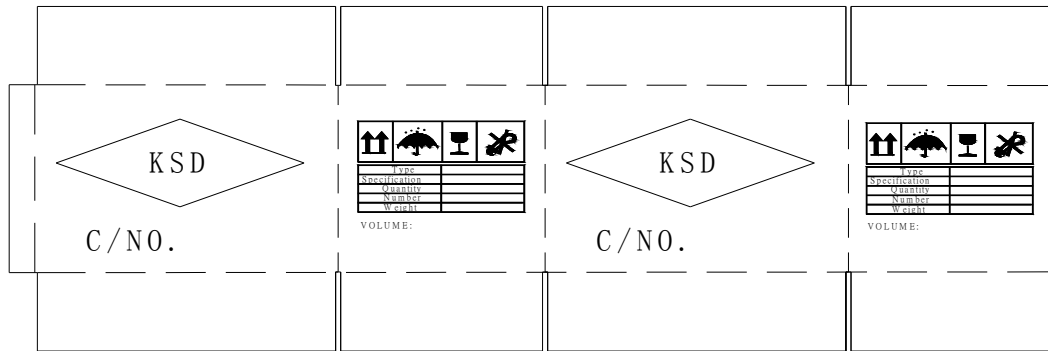 KSD
C/NO.
Type
Specification
Quantity
Number
Weight
VOLUME:
KSD
C/NO.
Type
Specification
Quantity
Number
Weight
VOLUME: